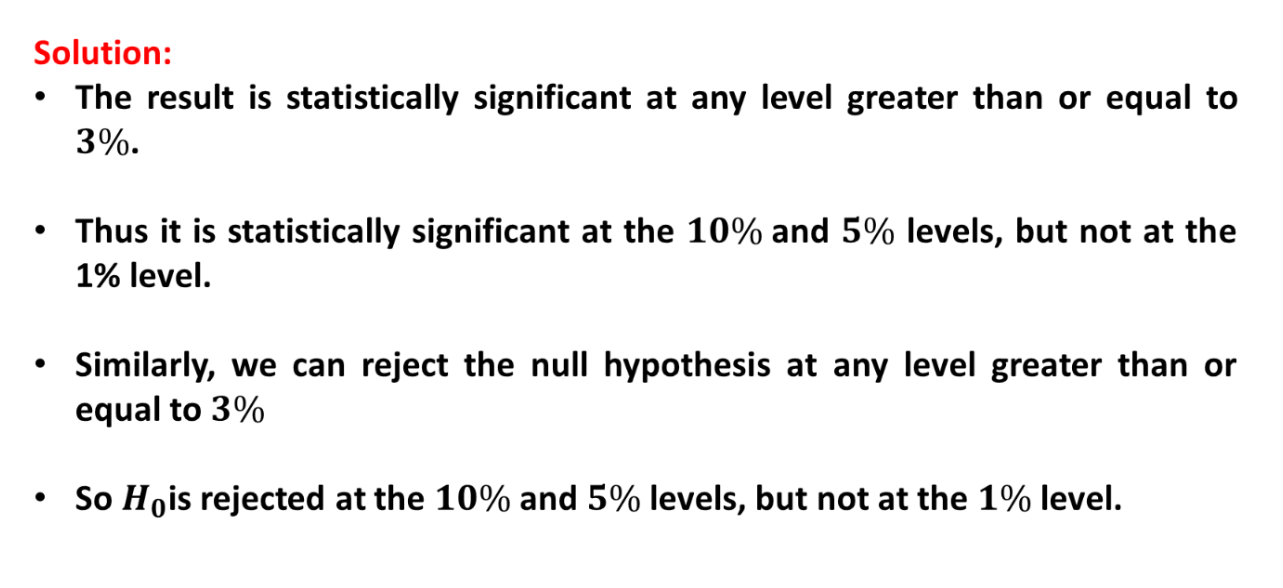 Solution:
• The result is statistically significant at any level greater than or equal to
3%.
• Thus it is statistically significant at the 10% and 5% levels, but not at the
1% level.
• Similarly, we can reject the null hypothesis at any level greater than or
equal to 3%
• So H₀is rejected at the 10% and 5% levels, but not at the 1% level.